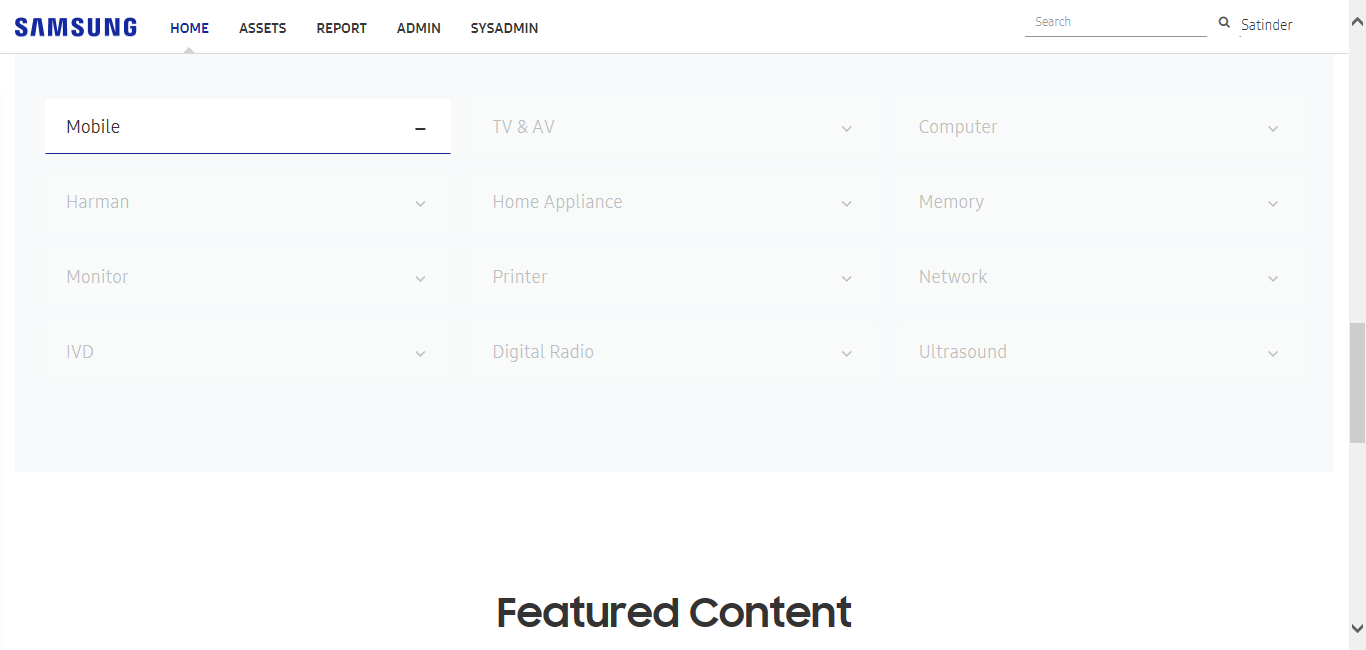 SAMSUNG HOME ASSETS REPORT ADMIN SYSADMIN Search Satinder
Mobile TV & AV Computer
Harman Home Appliance Memory
Monitor Printer Network
IVD Digital Radio Ultrasound
Featured Content